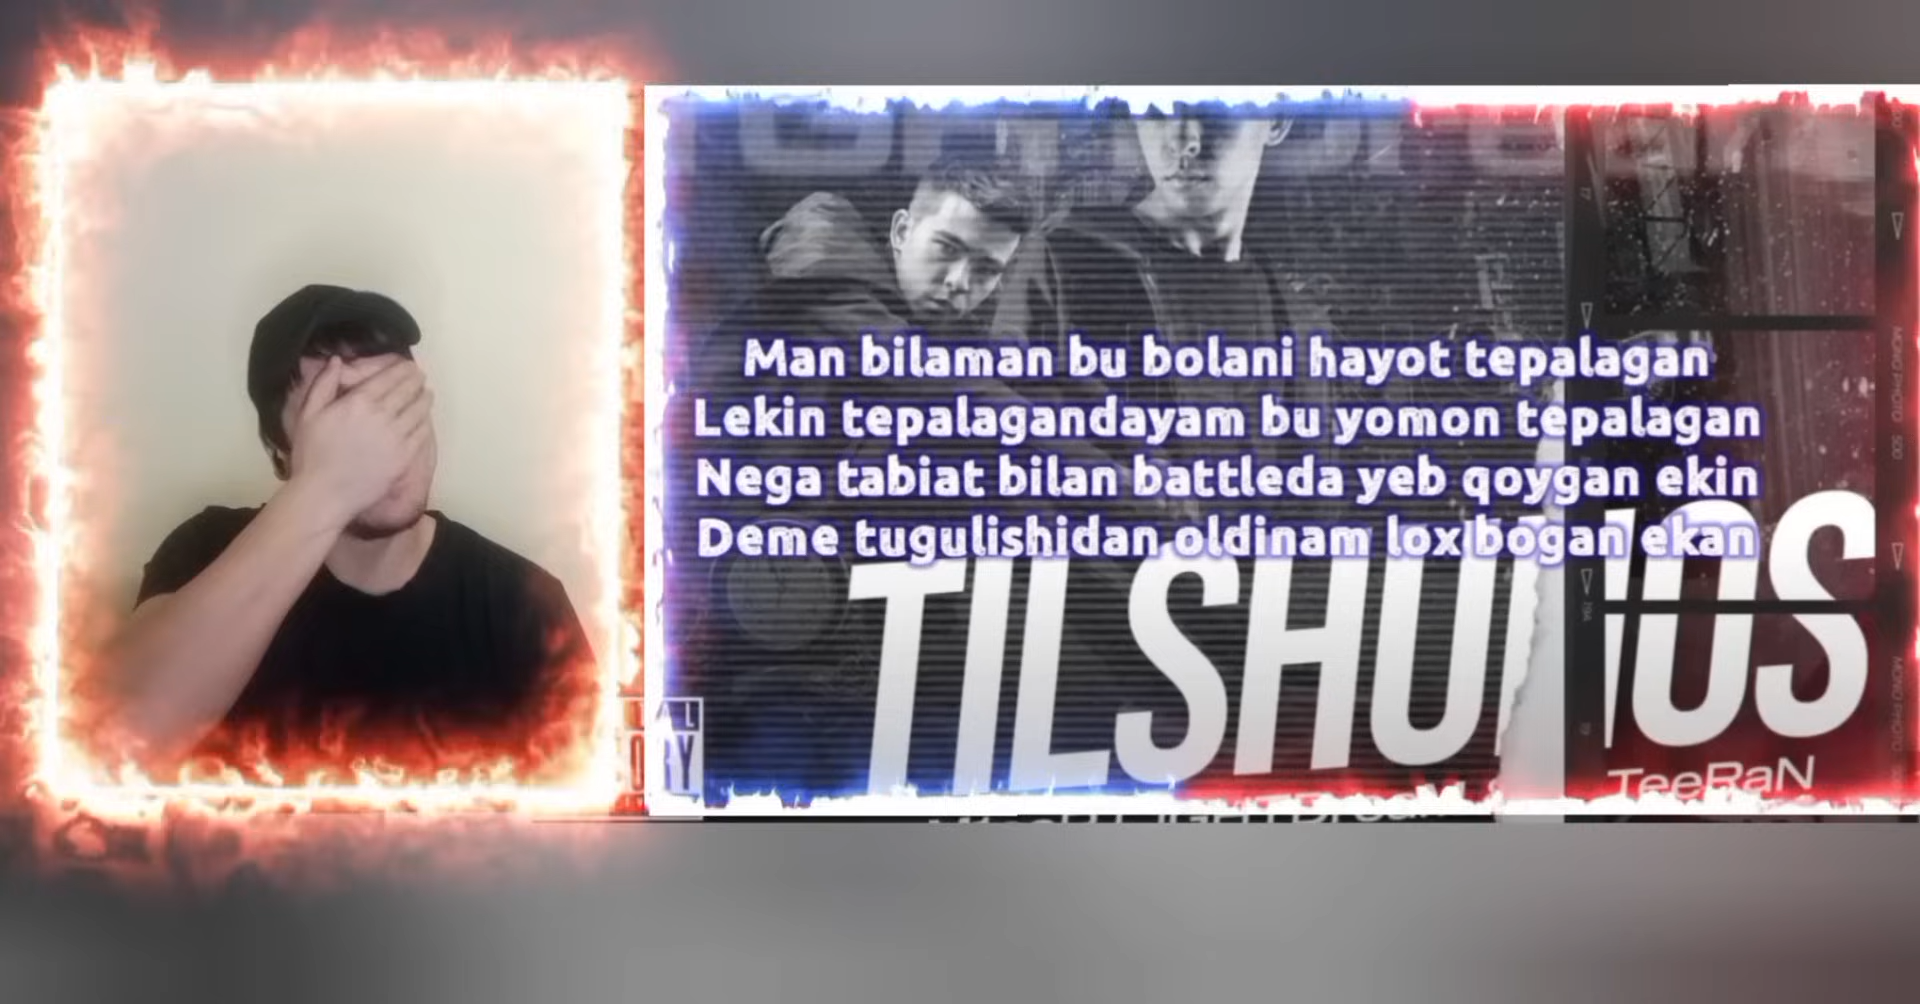 Man bilaman bu bolani hayot tepalagan
Lekin tepalagandayam bu yomon tepalagan
Nega tabiat bilan battleda yeb qoygan ekin
Deme tugulishidan oldinam lox bogan ekan
TILSHUNOS
TeeRaN